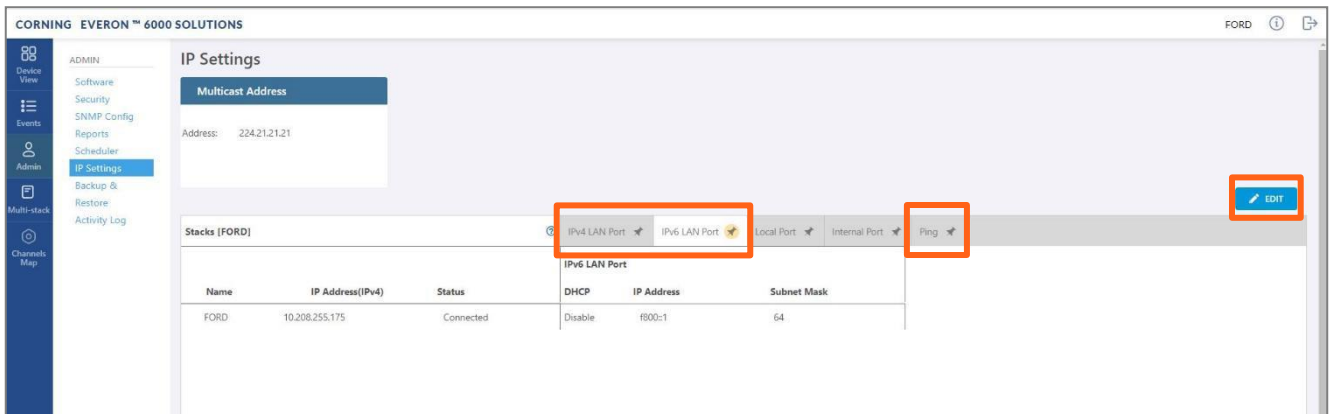 CORNING EVERON ™ 6000 SOLUTIONS
FORD
Device
View
Events
Admin
Multi-stack
Channels
Map
ADMIN
Software
Security
SNMP Config
Reports
Scheduler
IP Settings
Backup &
Restore
Activity Log
IP Settings
Multicast Address
Address: 224.21.21.21
EDIT
Stacks [FORD] IPv4 LAN Port IPv6 LAN Port Local Port Internal Port Ping
IPv6 LAN Port
Name IP Address(IPv4) Status DHCP IP Address Subnet Mask
FORD 10.208.255.175 Connected Disable f800::1 64